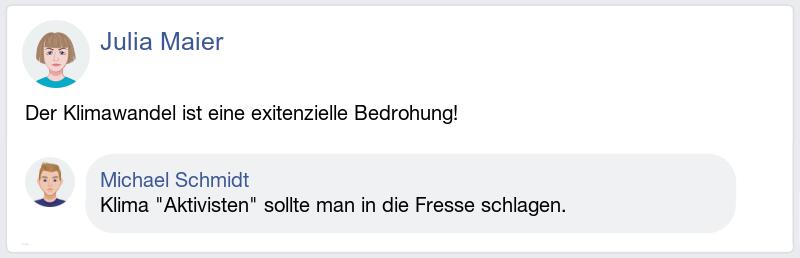 Julia Maier
Der Klimawandel ist eine exitenzielle Bedrohung!
Michael Schmidt
Klima "Aktivisten" sollte man in die Fresse schlagen.